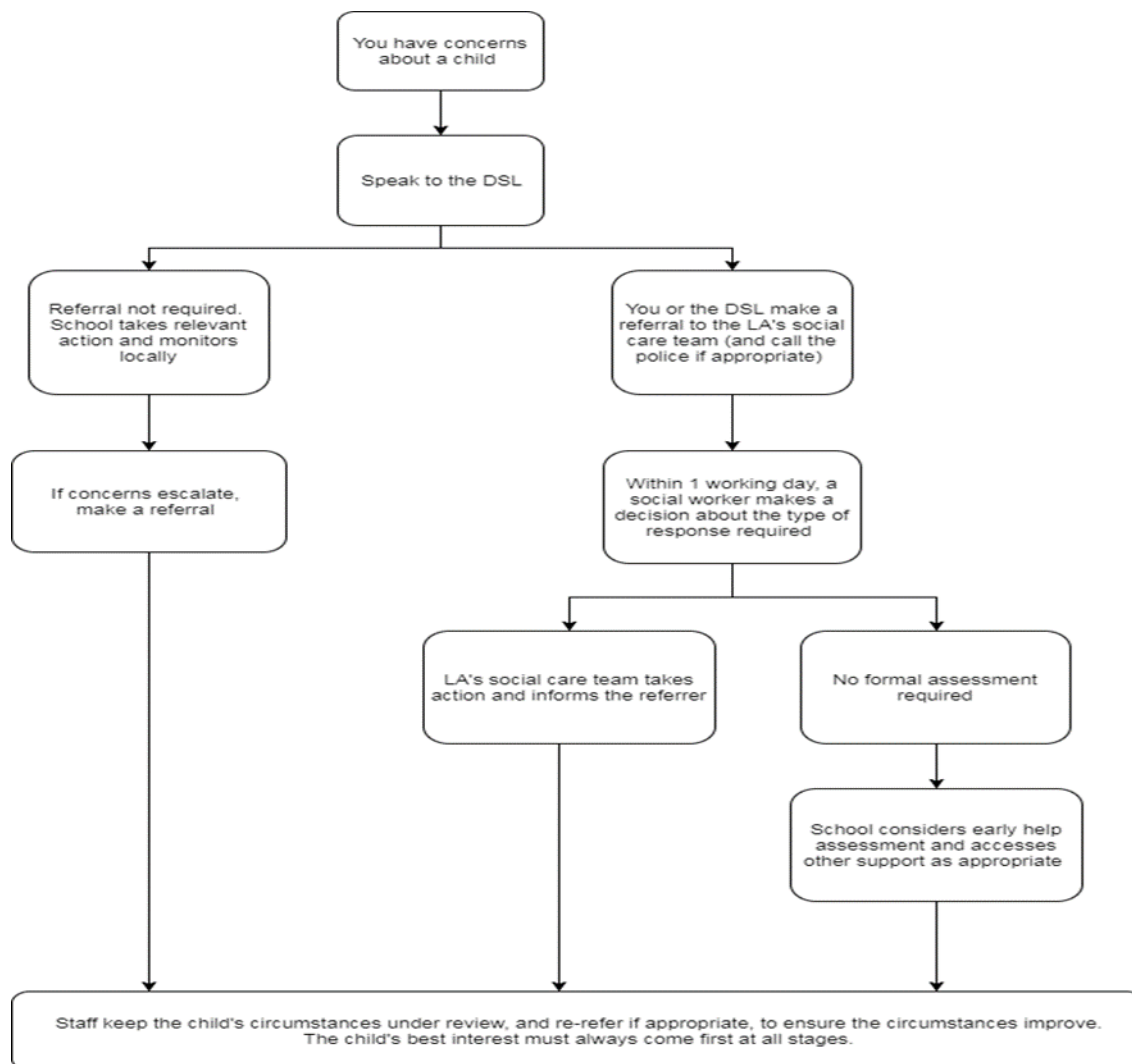 You have concerns
about a child
Speak to the DSL
Referral not required.
School takes relevant
action and monitors
locally
You or the DSL make a
referral to the LA's social
care team (and call the
police if appropriate)
If concerns escalate,
make a referral
Within 1 working day, a
social worker makes a
decision about the type of
response required
LA's social care team takes
action and informs the referrer
No formal assessment
required
School considers early help
assessment and accesses
other support as appropriate
Staff keep the child's circumstances under review, and re-refer if appropriate, to ensure the circumstances improve.
The child's best interest must always come first at all stages.